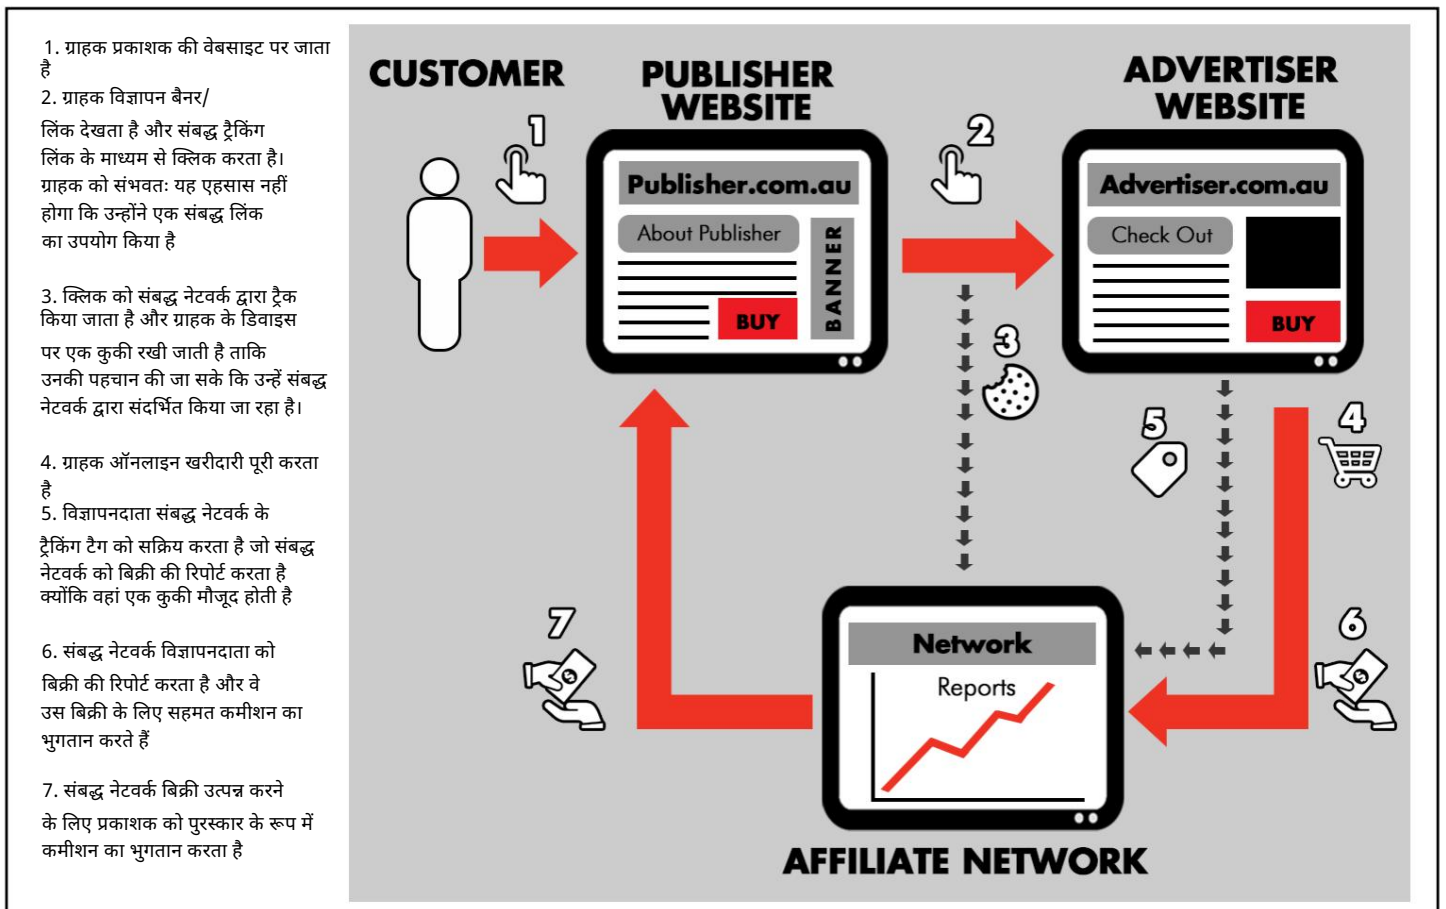 1. ग्राहक प्रकाशक की वेबसाइट पर जाता
है
2. ग्राहक विज्ञापन बैनर/
लिंक देखता है और संबद्ध ट्रैकिंग
लिंक के माध्यम से क्लिक करता है।
ग्राहक को संभवतः यह एहसास नहीं
होगा कि उन्होंने एक संबद्ध लिंक
का उपयोग किया है
3. क्लिक को संबद्ध नेटवर्क द्वारा ट्रैक
किया जाता है और ग्राहक के डिवाइस
पर एक कुकी रखी जाती है ताकि
उनकी पहचान की जा सके कि उन्हें संबद्ध
नेटवर्क द्वारा संदर्भित किया जा रहा है।
4. ग्राहक ऑनलाइन खरीदारी पूरी करता
है
5. विज्ञापनदाता संबद्ध नेटवर्क के
ट्रैकिंग टैग को सक्रिय करता है जो संबद्ध
नेटवर्क को बिक्री की रिपोर्ट करता है
क्योंकि वहां एक कुकी मौजूद होती है
6. संबद्ध नेटवर्क विज्ञापनदाता को
बिक्री की रिपोर्ट करता है और वे
उस बिक्री के लिए सहमत कमीशन का
भुगतान करते हैं
7. संबद्ध नेटवर्क बिक्री उत्पन्न करने
के लिए प्रकाशक को पुरस्कार के रूप में
कमीशन का भुगतान करता है
CUSTOMER
PUBLISHER
WEBSITE
ADVERTISER
WEBSITE
1
2
Publisher.com.au
About Publisher
BANNER
BUY
Advertiser.com.au
Check Out
BUY
3
4
5
6
7
Network
Reports
AFFILIATE NETWORK